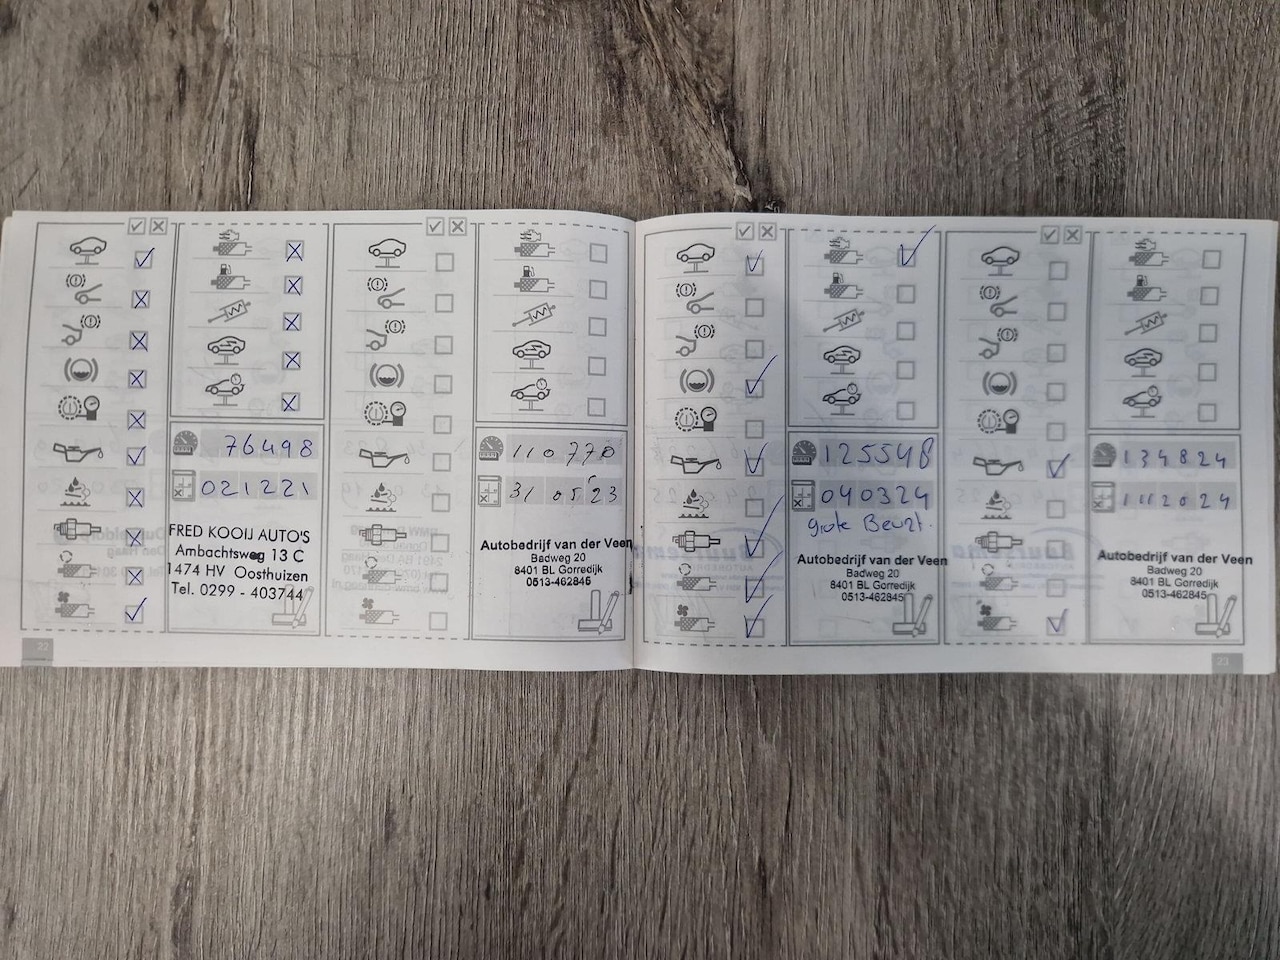 76498
021221
FRED KOOIJ AUTO'S
Ambachtsweg 13 C
1474 HV Oosthuizen
Tel. 0299 - 403744
22
110770
31 05 23
Autobedrijf van der Veen
Badweg 20
8401 BL Gorredijk
0513-462845
125548
040324
grote Beurt.
Autobedrijf van der Veen
Badweg 20
8401 BL Gorredijk
0513-462845
134824
1112024
Autobedrijf van der Veen
Badweg 20
8401 BL Gorredijk
0513-462845
23